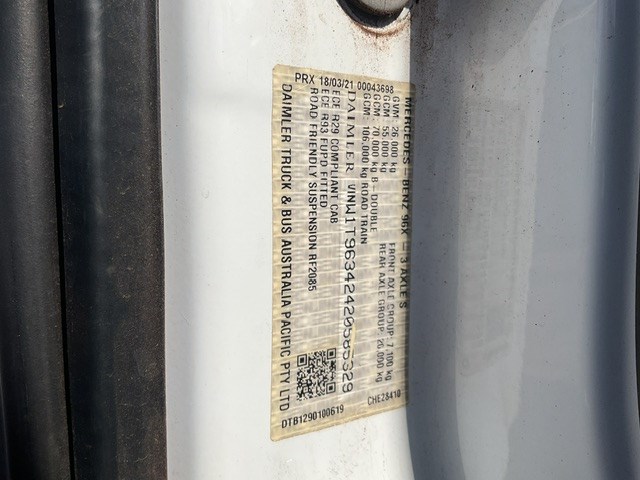 MERCEDES-BENZ 96X - 3 AXLE S
GVM: 26,000 kg
FRONT AXLE GROUP: 7,100 kg
GCM: 55,000 kg
REAR AXLE GROUP: 20,000 kg
GCM: 70,000 kg B DOUBLE
GCM: 106,000 kg ROAD TRAIN
DAIMLER VIN W1T96342420585329
ECE R29 COMPLIANT CAB
ECE R93 FUPD FITTED
CHE28410
ROAD FRIENDLY SUSPENSION RF2085
DAIMLER TRUCK & BUS AUSTRALIA PACIFIC PTY LTD
PRX 18/03/21 00043698
DTB1290100619